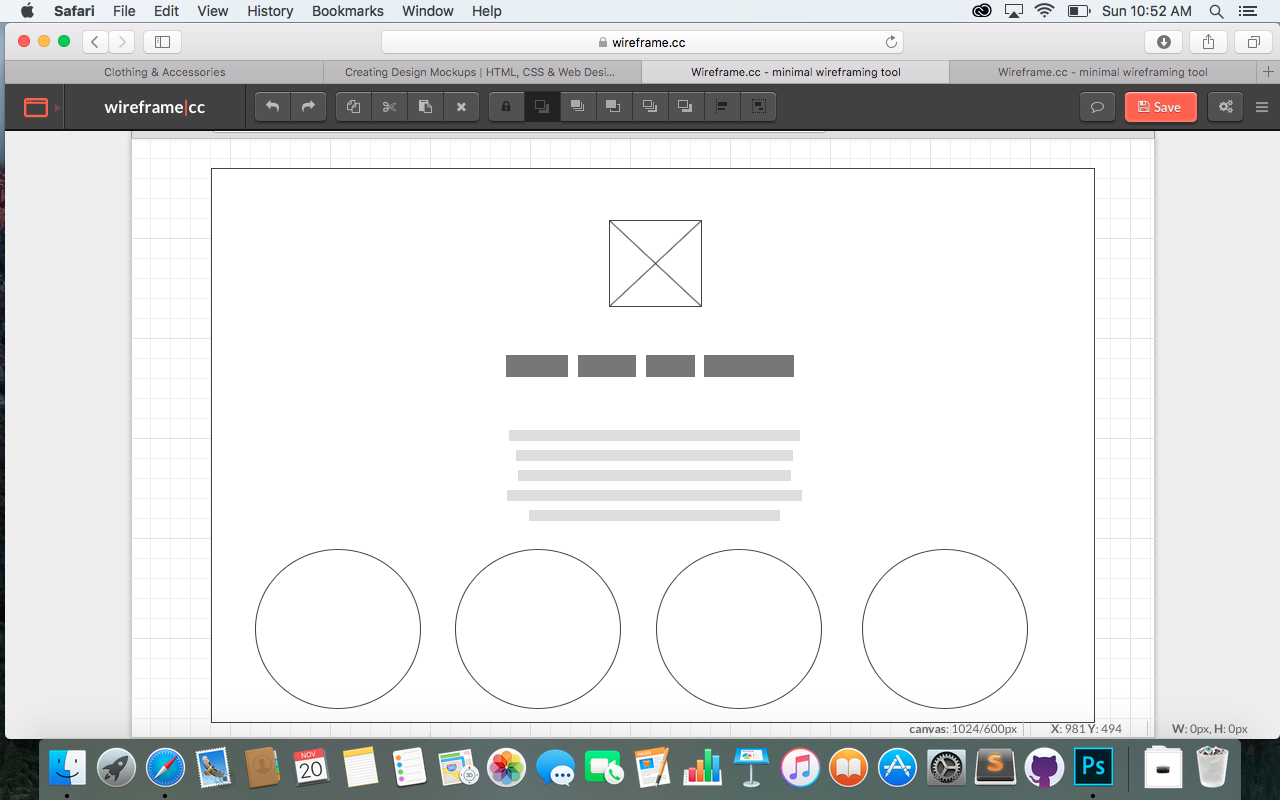 Safari File Edit View History Bookmarks Window Help Sun 10:52 AM
wireframe.cc
Clothing & Accessories Creating Design Mockups | HTML, CSS & Web Desi... Wireframe.cc - minimal wireframing tool Wireframe.cc - minimal wireframing tool
wireframe|cc Save
canvas: 1024/600px X: 981 Y: 494 W: 0px, H: 0px
NOV
20
Ps